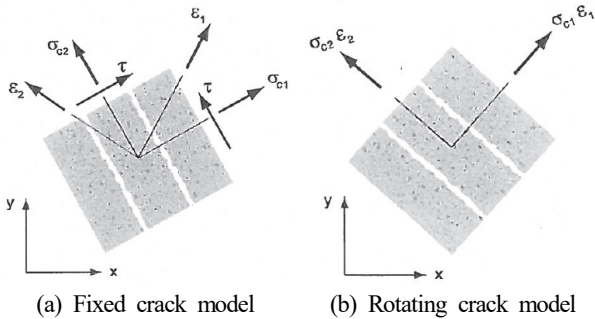 ε1
σc2
τ
ε2
τ
σc1
y
x
(a) Fixed crack model
σc2 ε2
σc1 ε1
y
x
(b) Rotating crack model